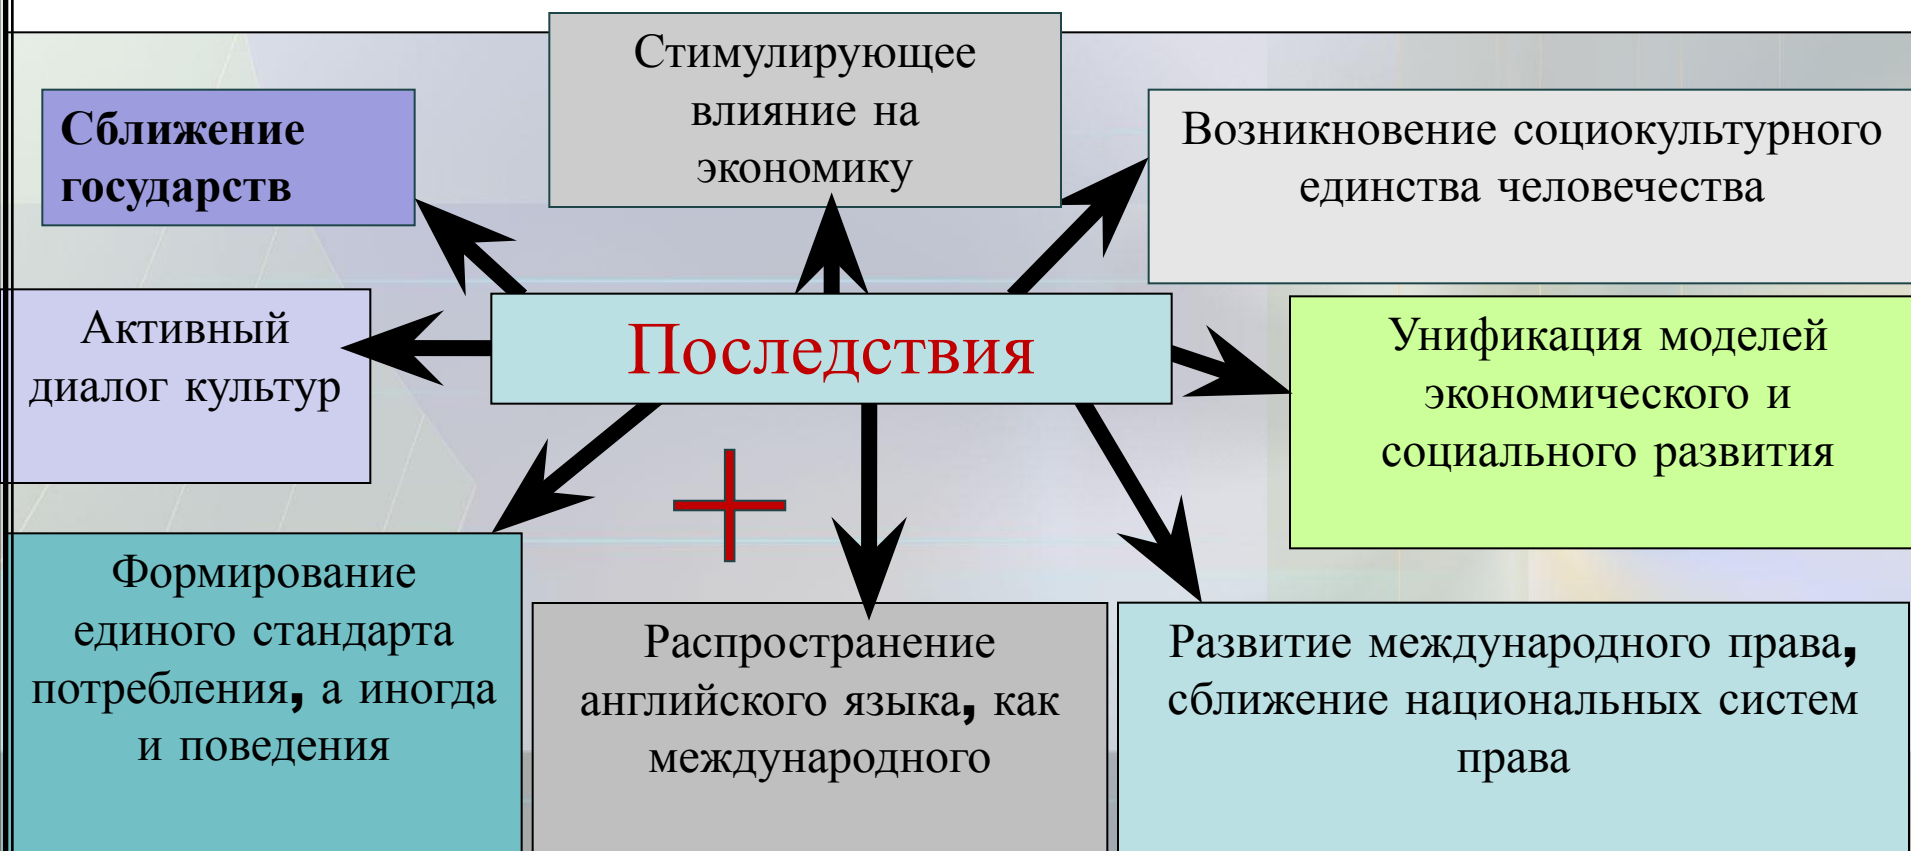 Стимулирующее
влияние на
экономику
Сближение
государств
Возникновение социокультурного
единства человечества
Активный
диалог культур
Последствия
Унификация моделей
экономического и
социального развития
Формирование
единого стандарта
потребления, а иногда
и поведения
Распространение
английского языка, как
международного
Развитие международного права,
сближение национальных систем
права